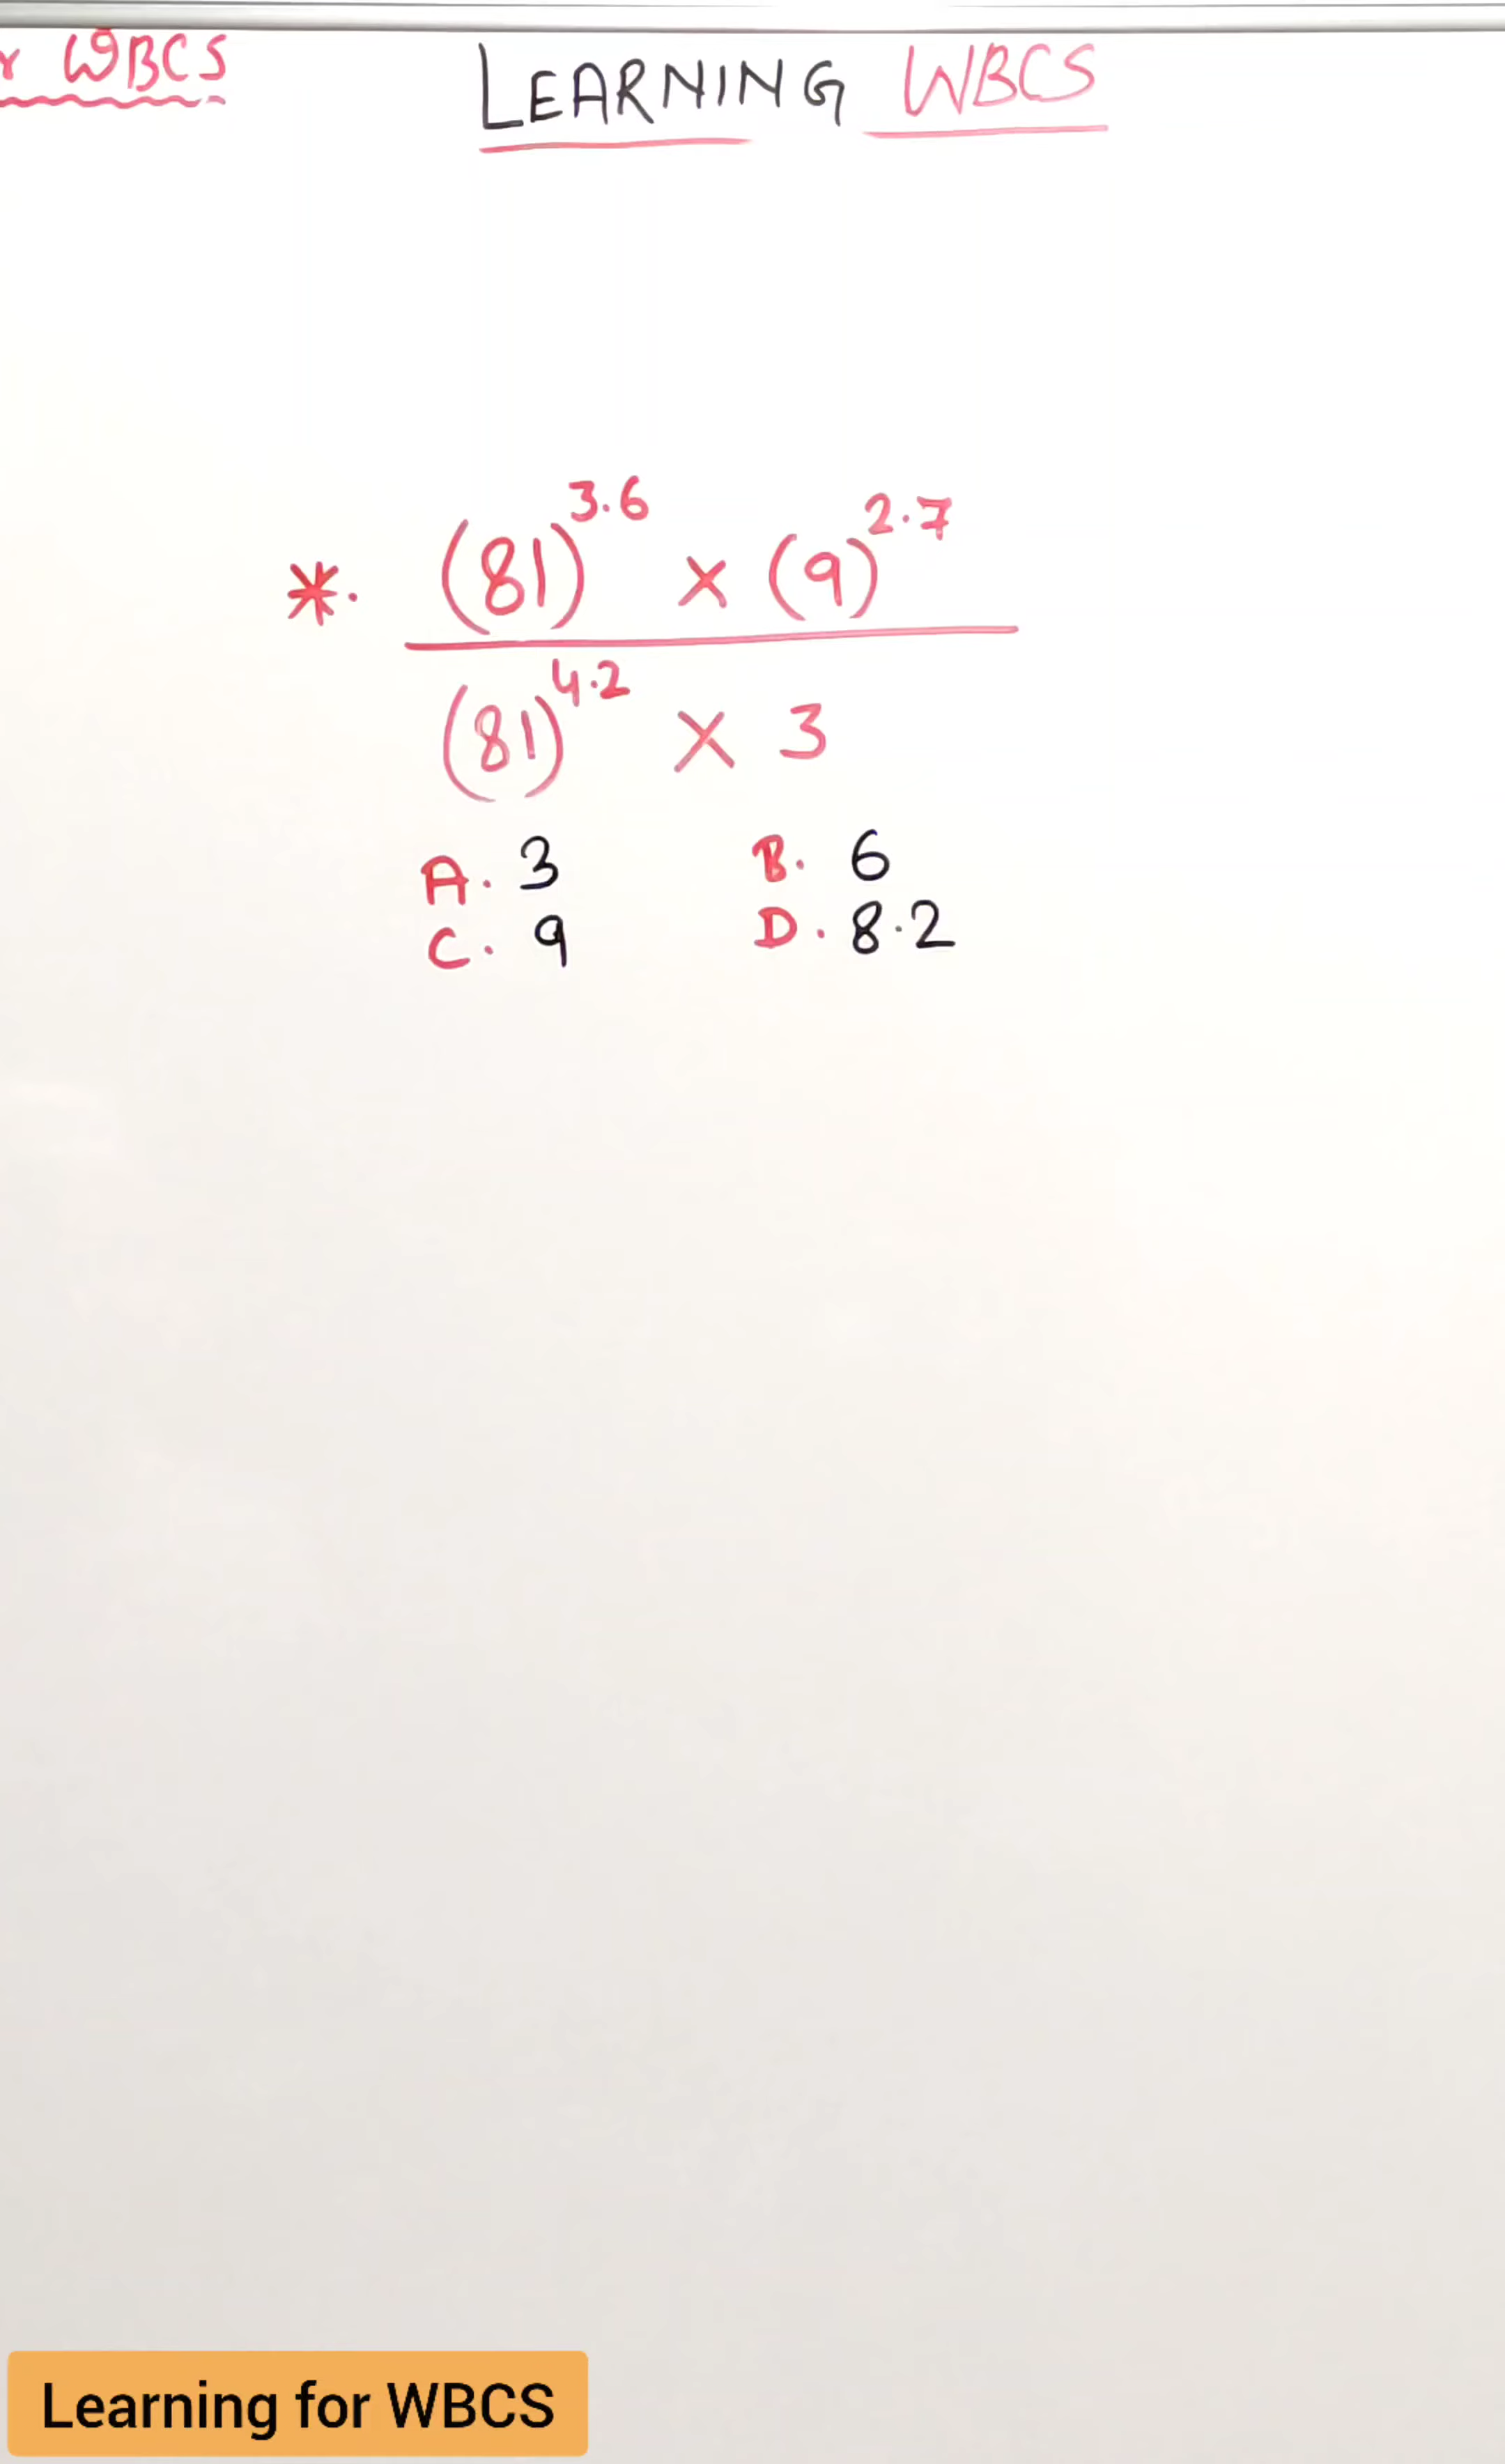 r WBCS
LEARNING WBCS
*. (81)^3.6 × (9)^2.7
(81)^4.2 × 3
A. 3 B. 6
C. 9 D. 8.2
Learning for WBCS